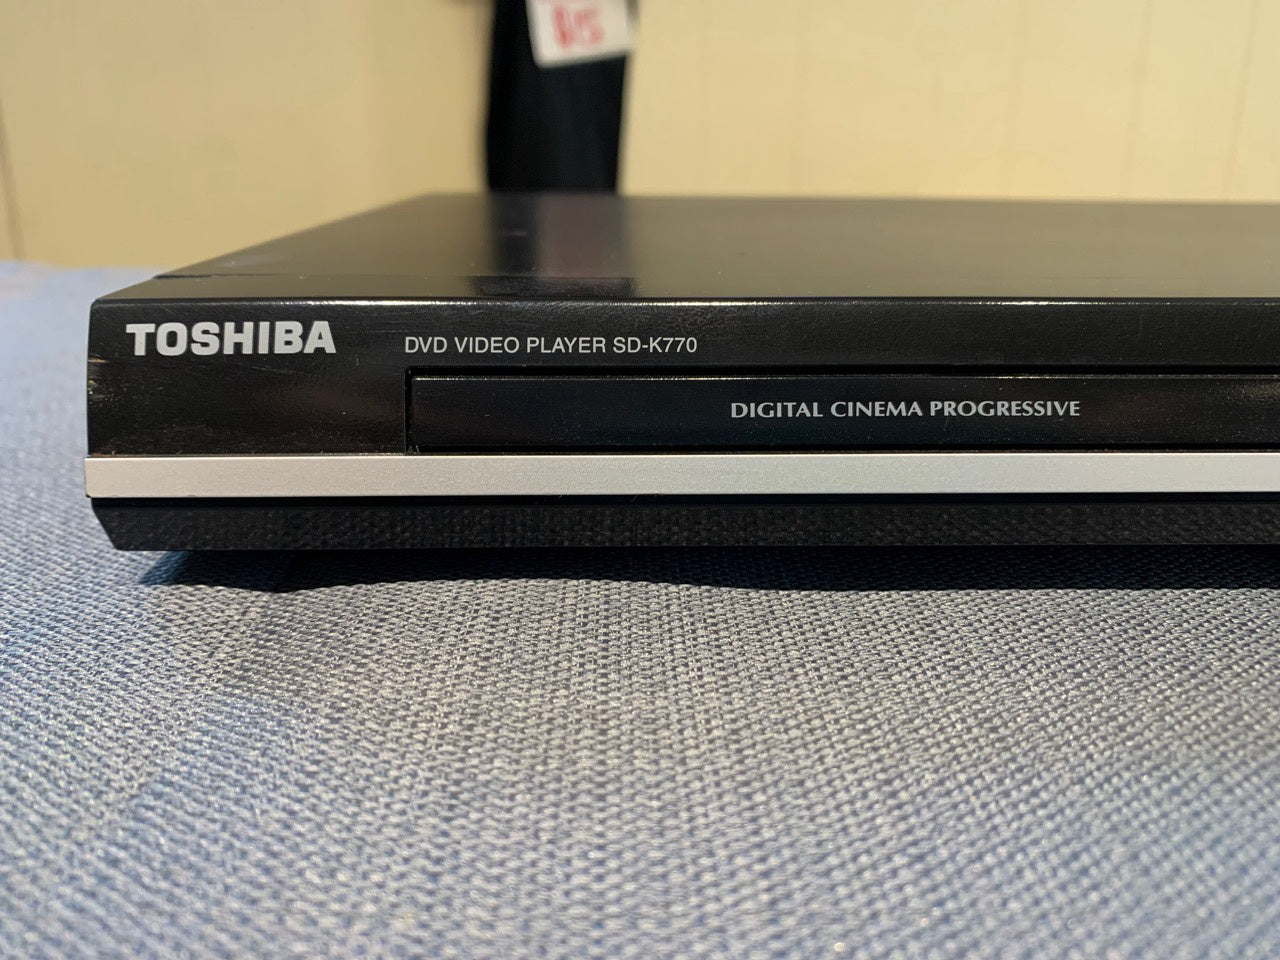 TOSHIBA
DVD VIDEO PLAYER SD-K770
DIGITAL CINEMA PROGRESSIVE